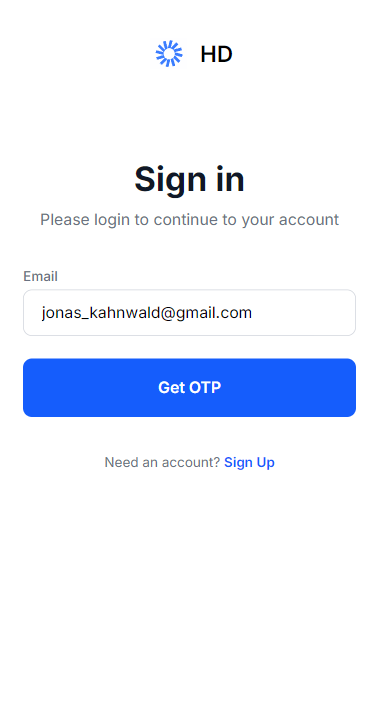 HD
Sign in
Please login to continue to your account
Email
jonas_kahnwald@gmail.com
Get OTP
Need an account? Sign Up